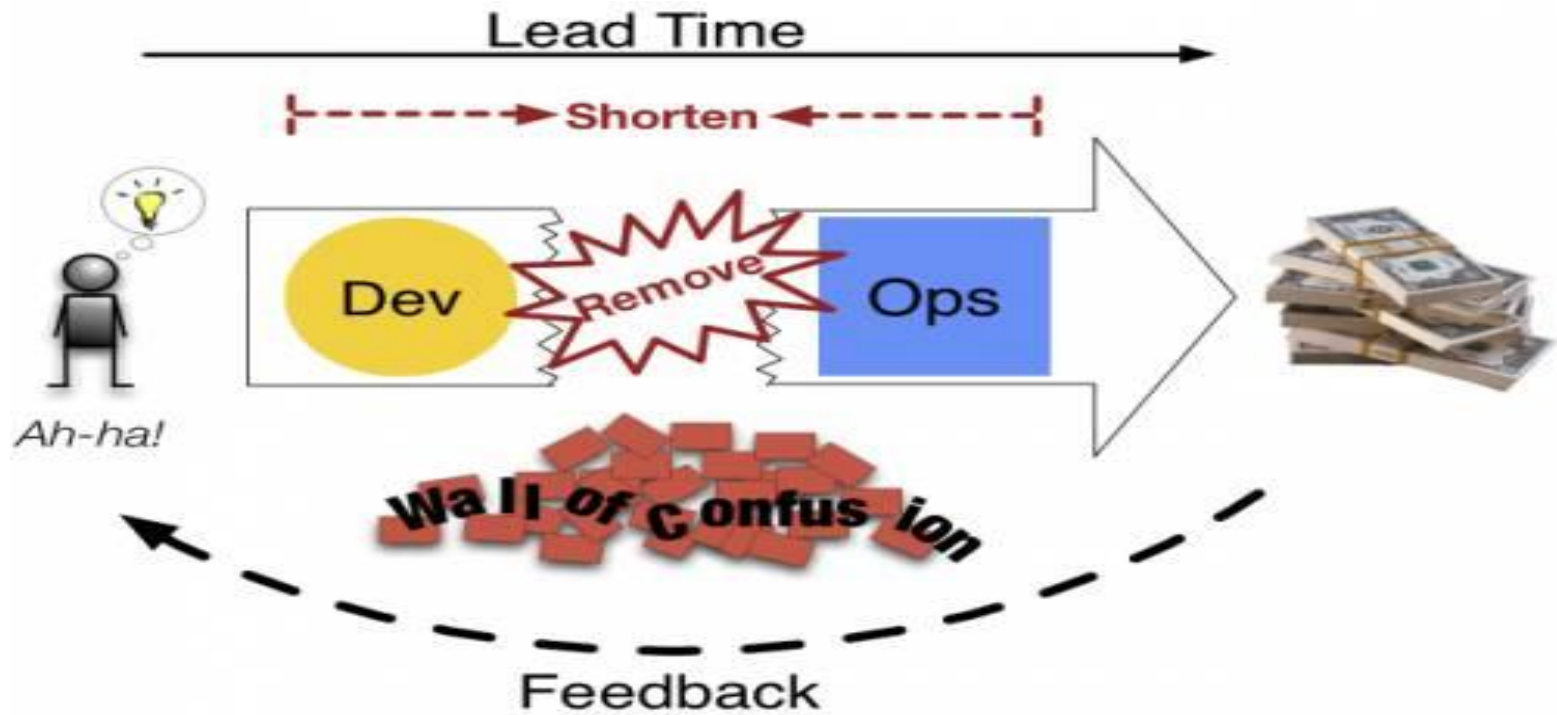 Lead Time
Shorten
Dev
Remove
Ops
Ah-ha!
Wall of Confusion
Feedback